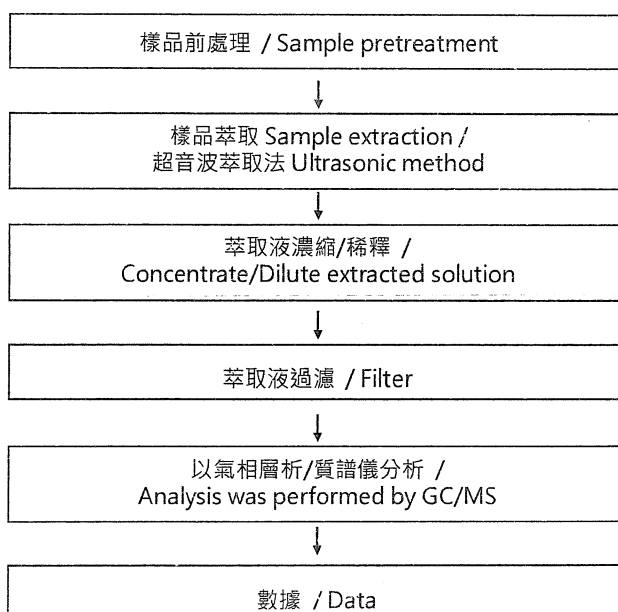 樣品前處理 / Sample pretreatment
樣品萃取 Sample extraction /
超音波萃取法 Ultrasonic method
萃取液濃縮/稀釋 /
Concentrate/Dilute extracted solution
萃取液過濾 / Filter
以氣相層析/質譜儀分析 /
Analysis was performed by GC/MS
數據 / Data